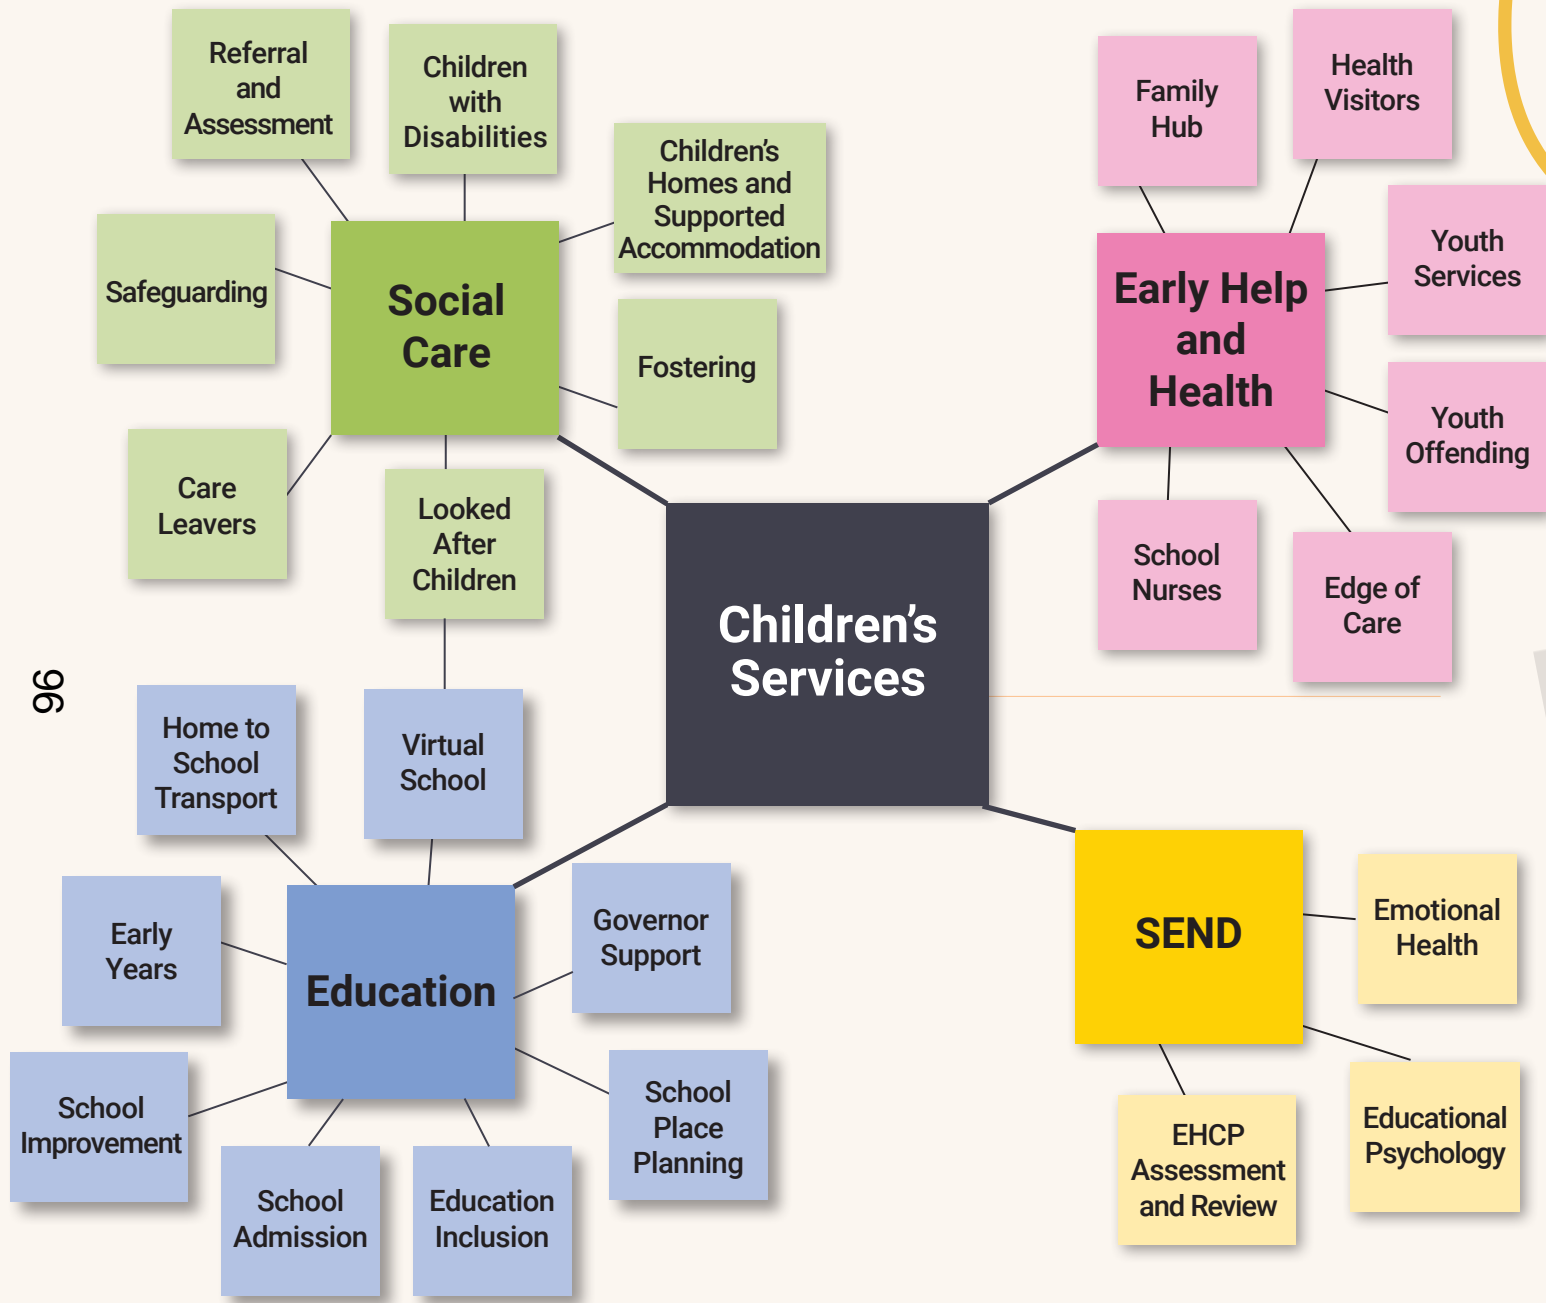 Referral
and
Assessment
Children
with
Disabilities
Children's
Homes and
Supported
Accommodation
Safeguarding
Social
Care
Fostering
Care
Leavers
Looked
After
Children
Family
Hub
Health
Visitors
Youth
Services
Early Help
and
Health
Youth
Offending
School
Nurses
Edge of
Care
Children’s
Services
96
Home to
School
Transport
Virtual
School
Early
Years
Education
Governor
Support
School
Improvement
School
Admission
Education
Inclusion
School
Place
Planning
SEND
Emotional
Health
EHCP
Assessment
and Review
Educational
Psychology